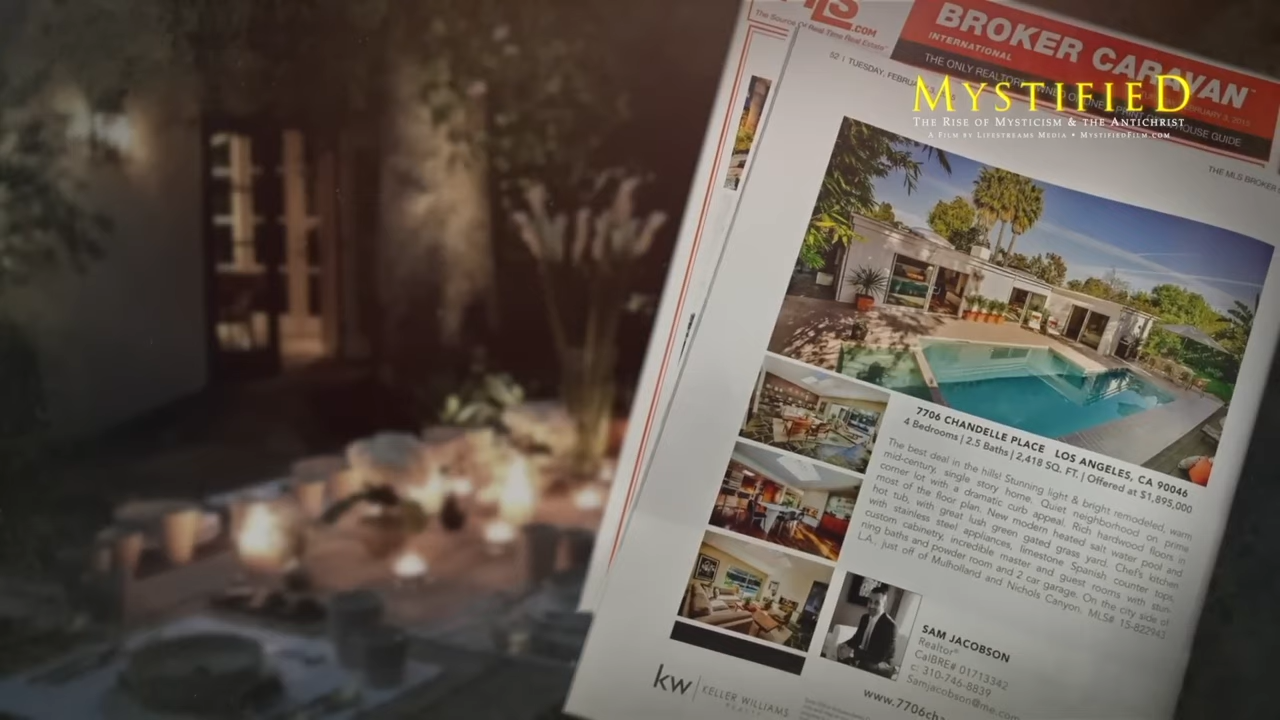 MLS.COM
The Source Of Real Time Real Estate
BROKER CARAVAN
INTERNATIONAL
52 | TUESDAY,
MYSTIFIED
THE RISE OF MYSTICISM & THE ANTICHRIST
A FILM BY LIFESTREAMS MEDIA • MYSTIFIEDFILM.COM
THE MLS BROKER
7706 CHANDELLE PLACE LOS ANGELES, CA 90046
4 Bedrooms | 2.5 Baths | 2,418 SQ. FT. | Offered at $1,895,000
The best deal in the hills! Stunning light & bright remodeled, warm
mid-century, single story home. Quiet neighborhood on prime
corner lot with a dramatic curb appeal. Rich hardwood floors in
most of the floor plan. New modern heated salt water pool and
hot tub, with great lush green gated grass yard. Chef's kitchen
with stainless steel appliances, limestone Spanish counter tops,
custom cabinetry, incredible master and guest rooms with stun-
ning baths and powder room and 2 car garage. On the city side of
L.A., just off of Mulholland and Nichols Canyon. MLS# 15-822943
SAM JACOBSON
Realtor®
CalBRE# 01713342
c: 310-746-8839
Samjacobson@me.com
www.7706cha
kw | KELLER WILLIAMS
REALTY